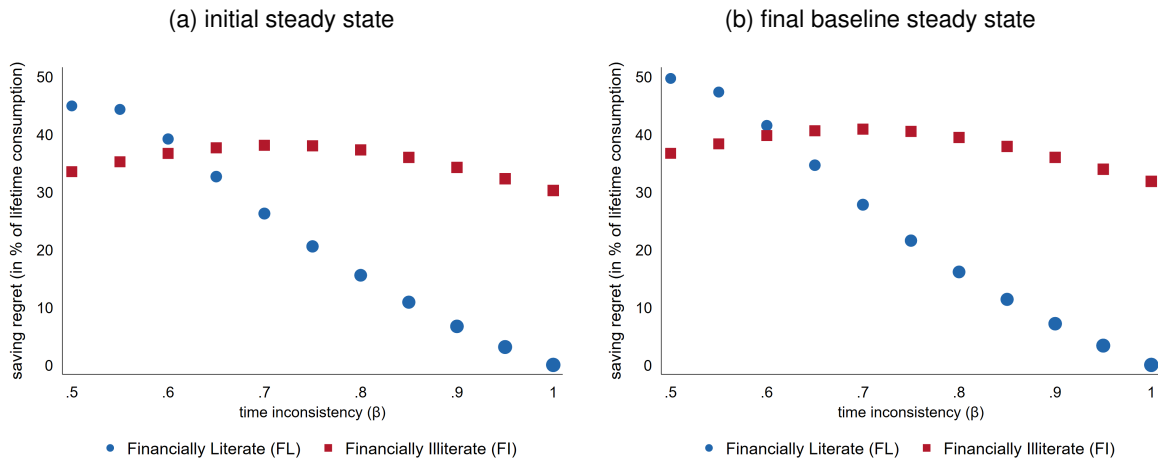 (a) initial steady state
saving regret (in % of lifetime consumption)
50
40
30
20
10
0
.5 .6 .7 .8 .9 1
time inconsistency (β)
Financially Literate (FL) Financially Illiterate (FI)
(b) final baseline steady state
saving regret (in % of lifetime consumption)
50
40
30
20
10
0
.5 .6 .7 .8 .9 1
time inconsistency (β)
Financially Literate (FL) Financially Illiterate (FI)